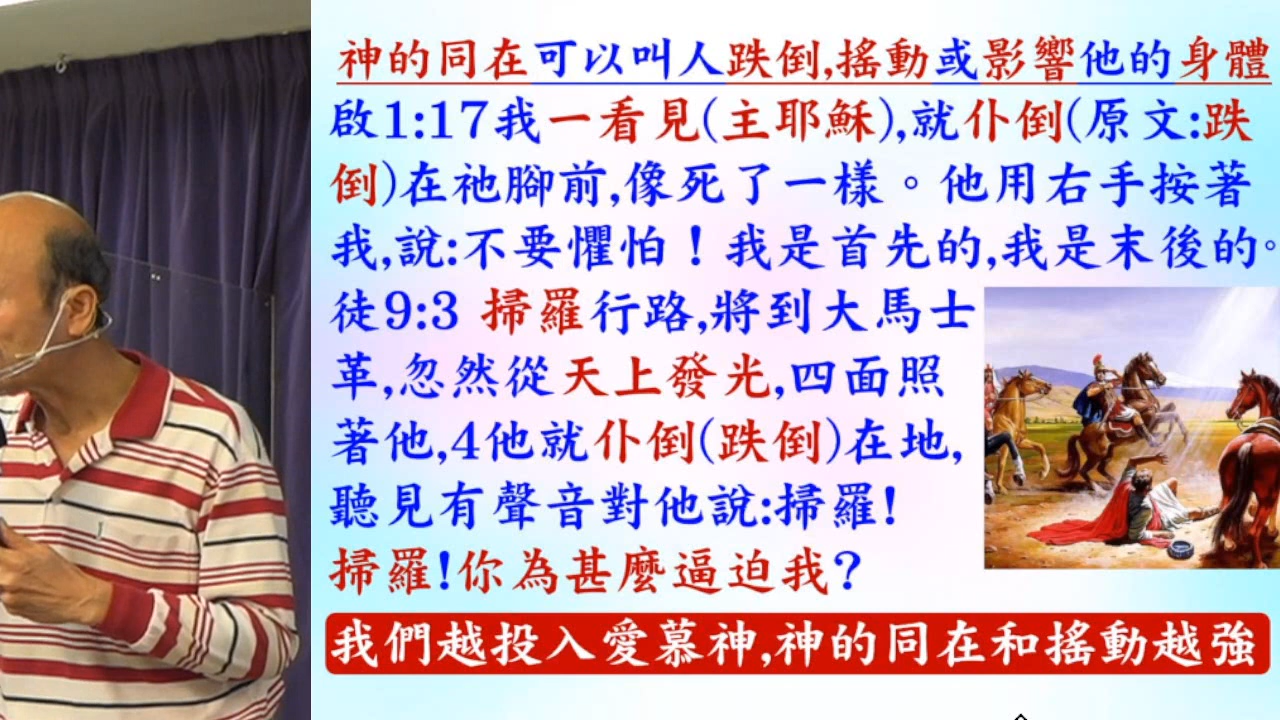 神的同在可以叫人跌倒,搖動或影響他的身體
啟1:17我一看見(主耶穌),就仆倒(原文:跌
倒)在祂腳前,像死了一樣。他用右手按著
我,說:不要懼怕！我是首先的,我是末後的。
徒9:3 掃羅行路,將到大馬士
革,忽然從天上發光,四面照
著他,4他就仆倒(跌倒)在地,
聽見有聲音對他說:掃羅!
掃羅!你為甚麼逼迫我?
我們越投入愛慕神,神的同在和搖動越強